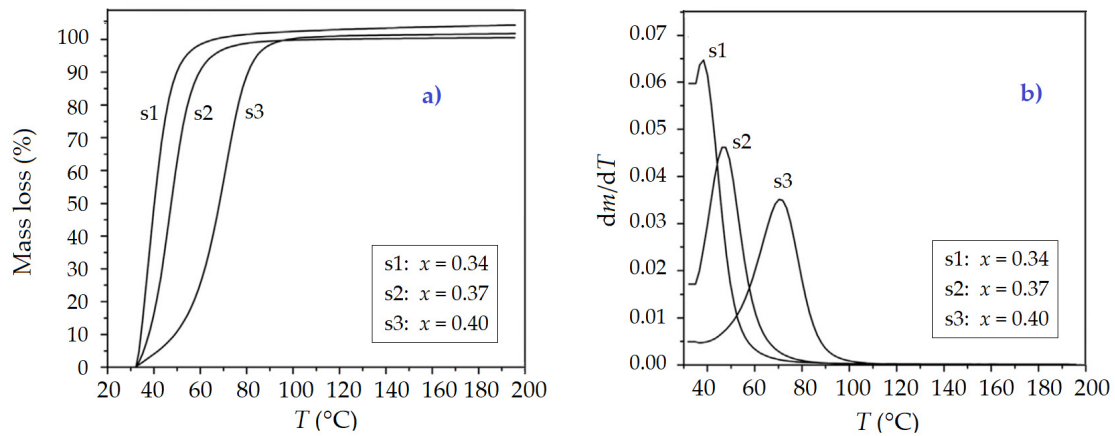 a)
Mass loss (%)
100
90
80
70
60
50
40
30
20
10
0
s1
s2
s3
s1: x = 0.34
s2: x = 0.37
s3: x = 0.40
20 40 60 80 100 120 140 160 180 200
T (°C)
b)
dm/dT
0.07
0.06
0.05
0.04
0.03
0.02
0.01
0.00
s1
s2
s3
s1: x = 0.34
s2: x = 0.37
s3: x = 0.40
40 60 80 100 120 140 160 180 200
T (°C)